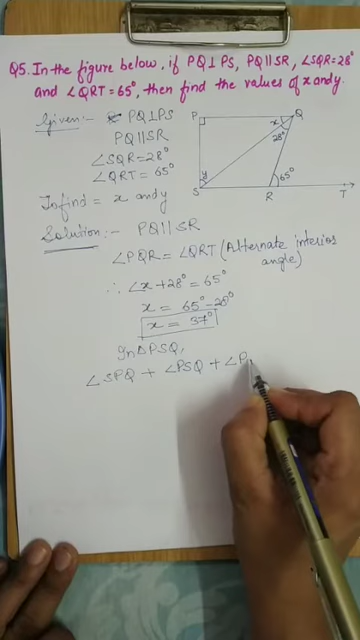 Q5. In the figure below, if PQ⊥PS, PQ||SR, ∠SQR=28°
and ∠QRT=65°, then find the values of x and y.
Given:- PQ⊥PS
PQ||SR
∠SQR=28°
∠QRT=65°
To find = x and y
P
Q
x
28°
y
65°
S
R
T
Solution:- PQ||SR
∠PQR=∠QRT (Alternate interior
angle)
∴ ∠x+28°=65°
x = 65°-28°
x = 37°
In ΔPSQ,
∠SPQ + ∠PSQ + ∠P